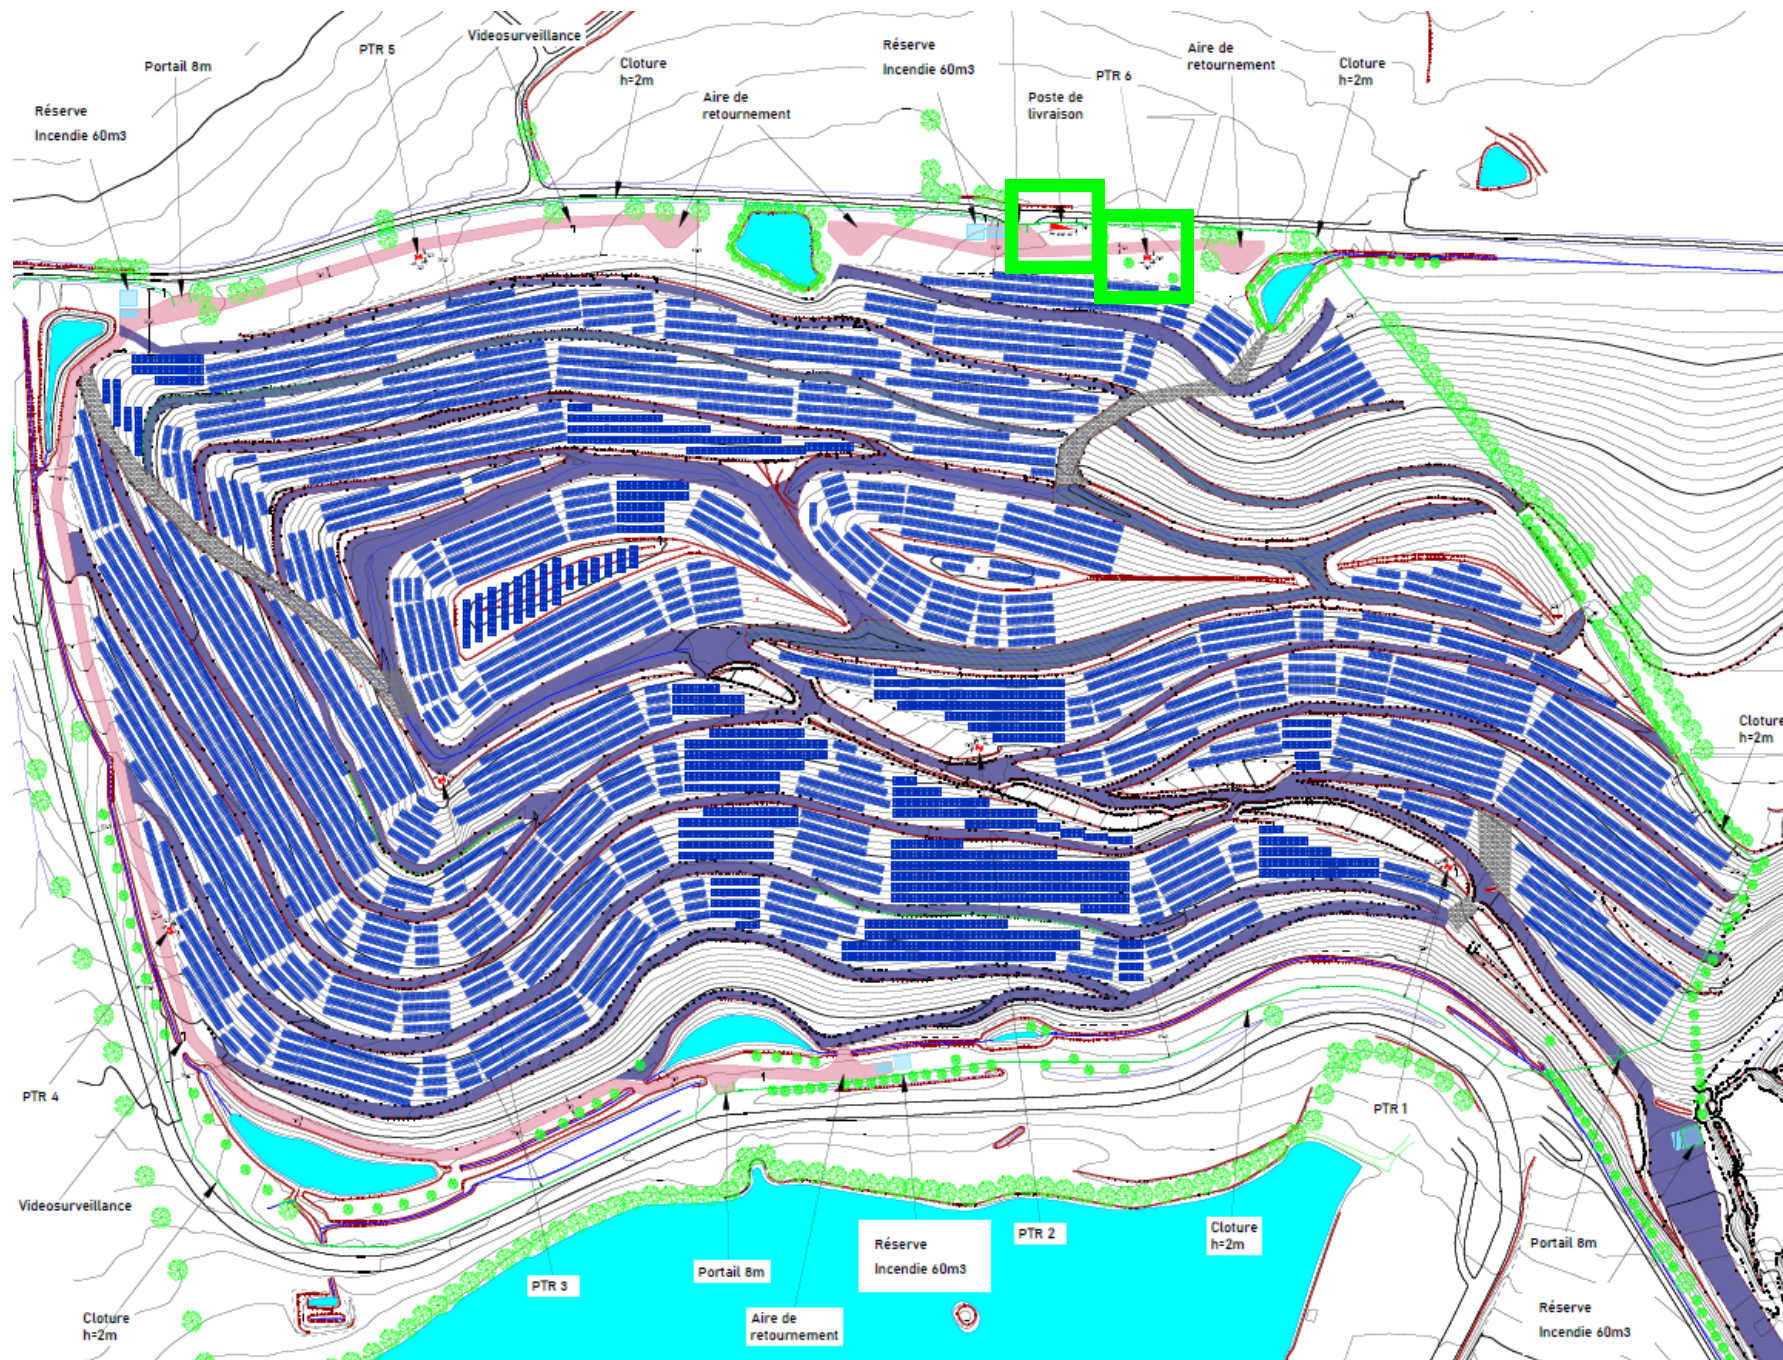 Videosurveillance
PTR 5
Portail 8m
Réserve
Incendie 60m3
Cloture
h=2m
Aire de
retournement
Réserve
Incendie 60m3
Poste de
livraison
PTR 6
Aire de
retournement
Cloture
h=2m
Cloture
h=2m
PTR 4
PTR 1
Videosurveillance
Cloture
h=2m
PTR 3
Portail 8m
Aire de
retournement
Réserve
Incendie 60m3
PTR 2
Cloture
h=2m
Portail 8m
Réserve
Incendie 60m3